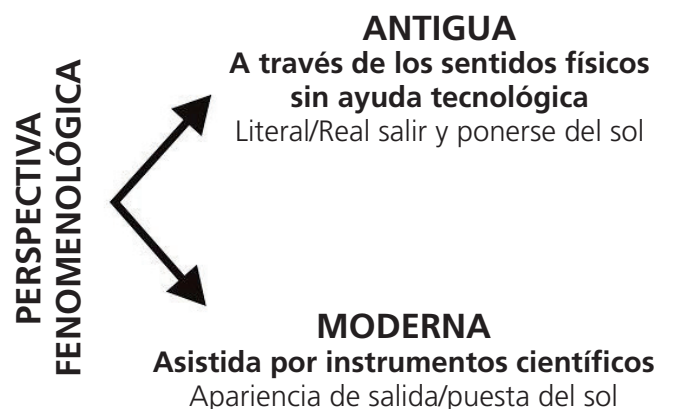 PERSPECTIVA
FENOMENOLÓGICA
ANTIGUA
A través de los sentidos físicos
sin ayuda tecnológica
Literal/Real salir y ponerse del sol
MODERNA
Asistida por instrumentos científicos
Apariencia de salida/puesta del sol